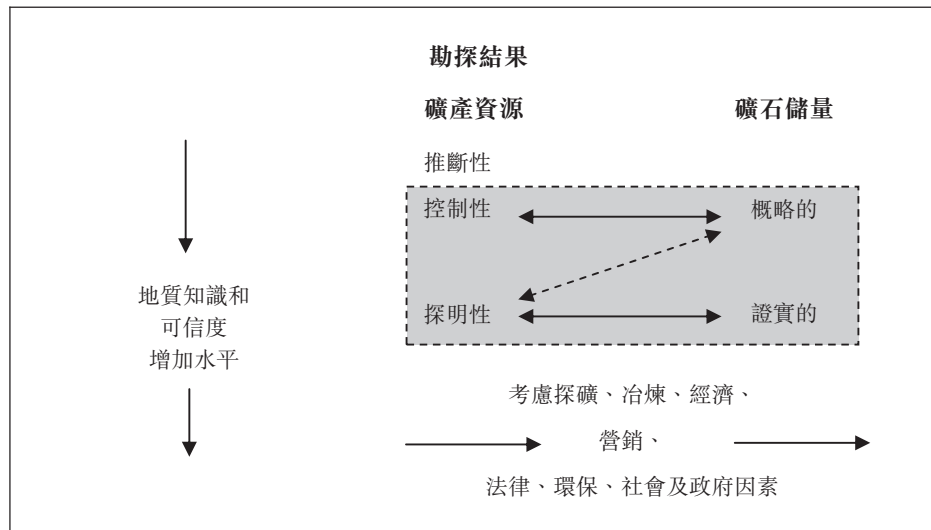 勘探結果
礦產資源
礦石儲量
推斷性
控制性
概略的
探明性
證實的
地質知識和
可信度
增加水平
考慮探礦、冶煉、經濟、
營銷、
法律、環保、社會及政府因素